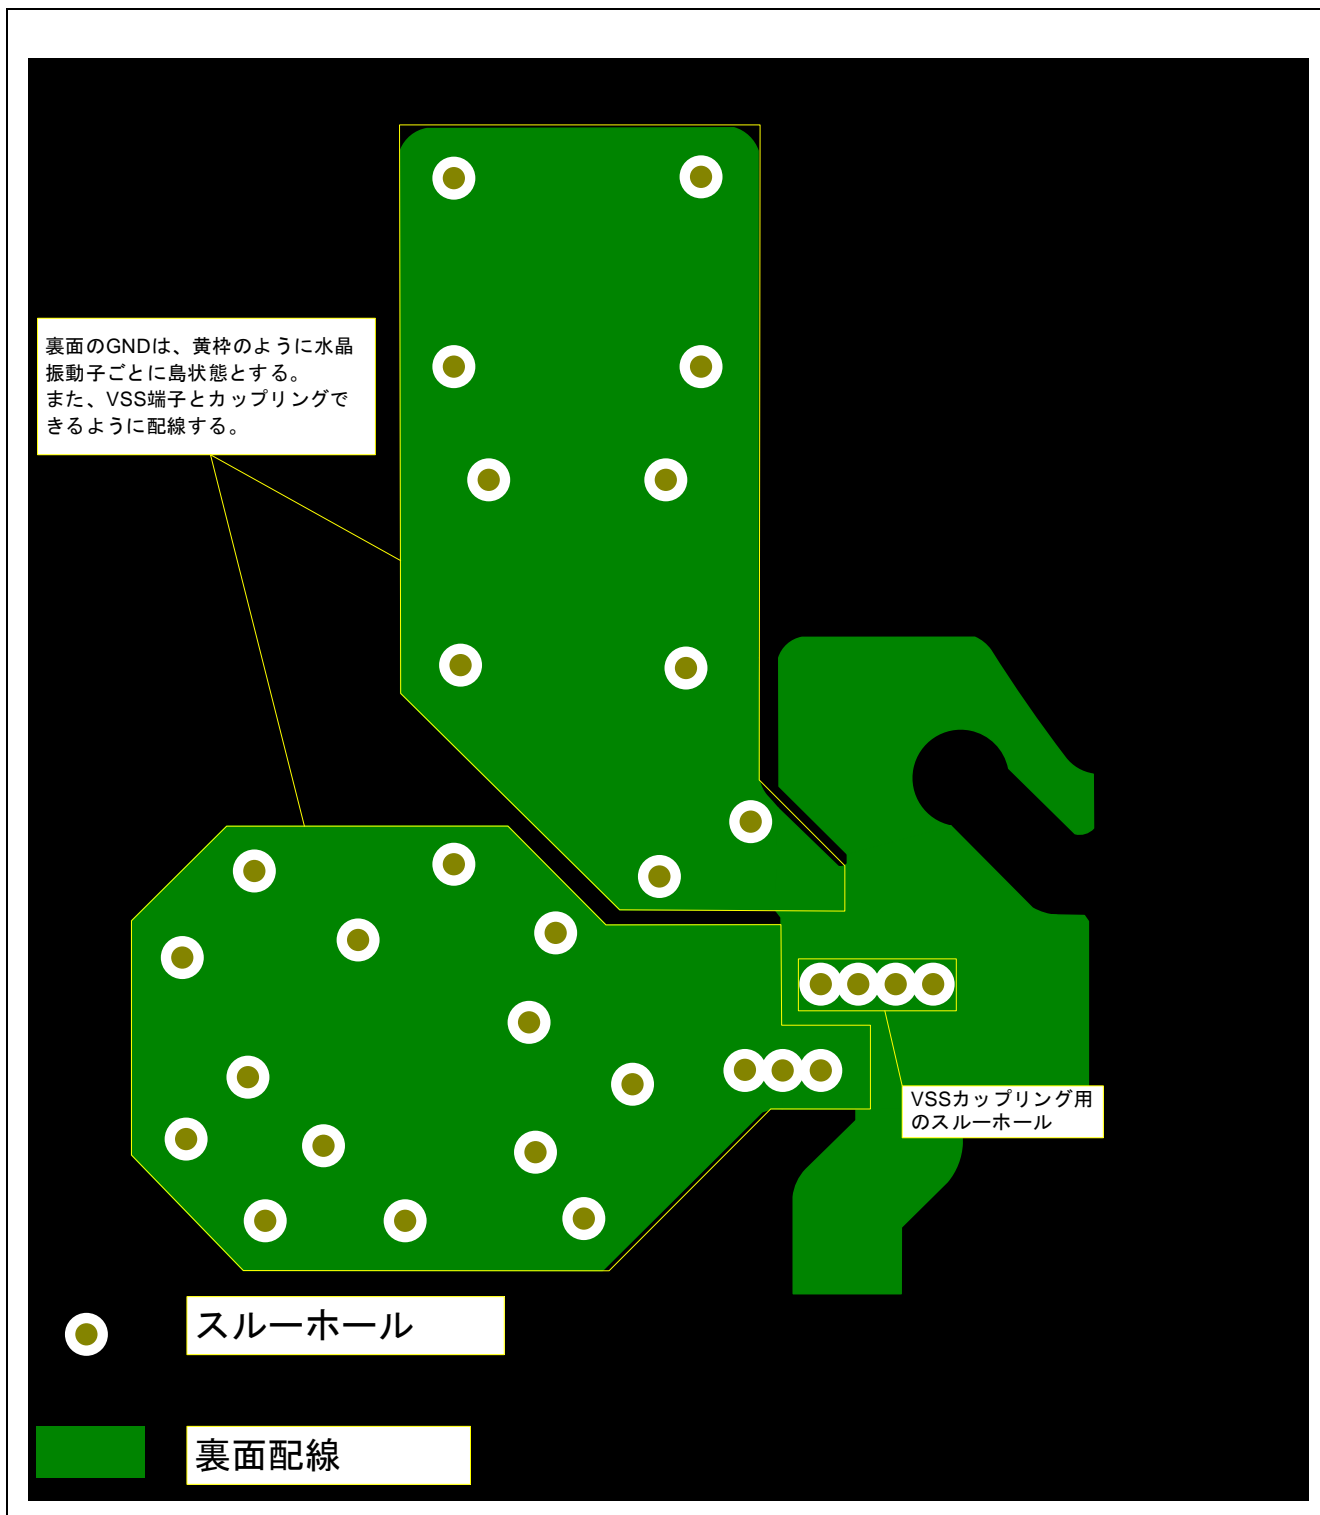 裏面のGNDは、黄枠のように水晶
振動子ごとに島状態とする。
また、VSS端子とカップリングで
きるように配線する。
VSSカップリング用
のスルーホール
スルーホール
裏面配線